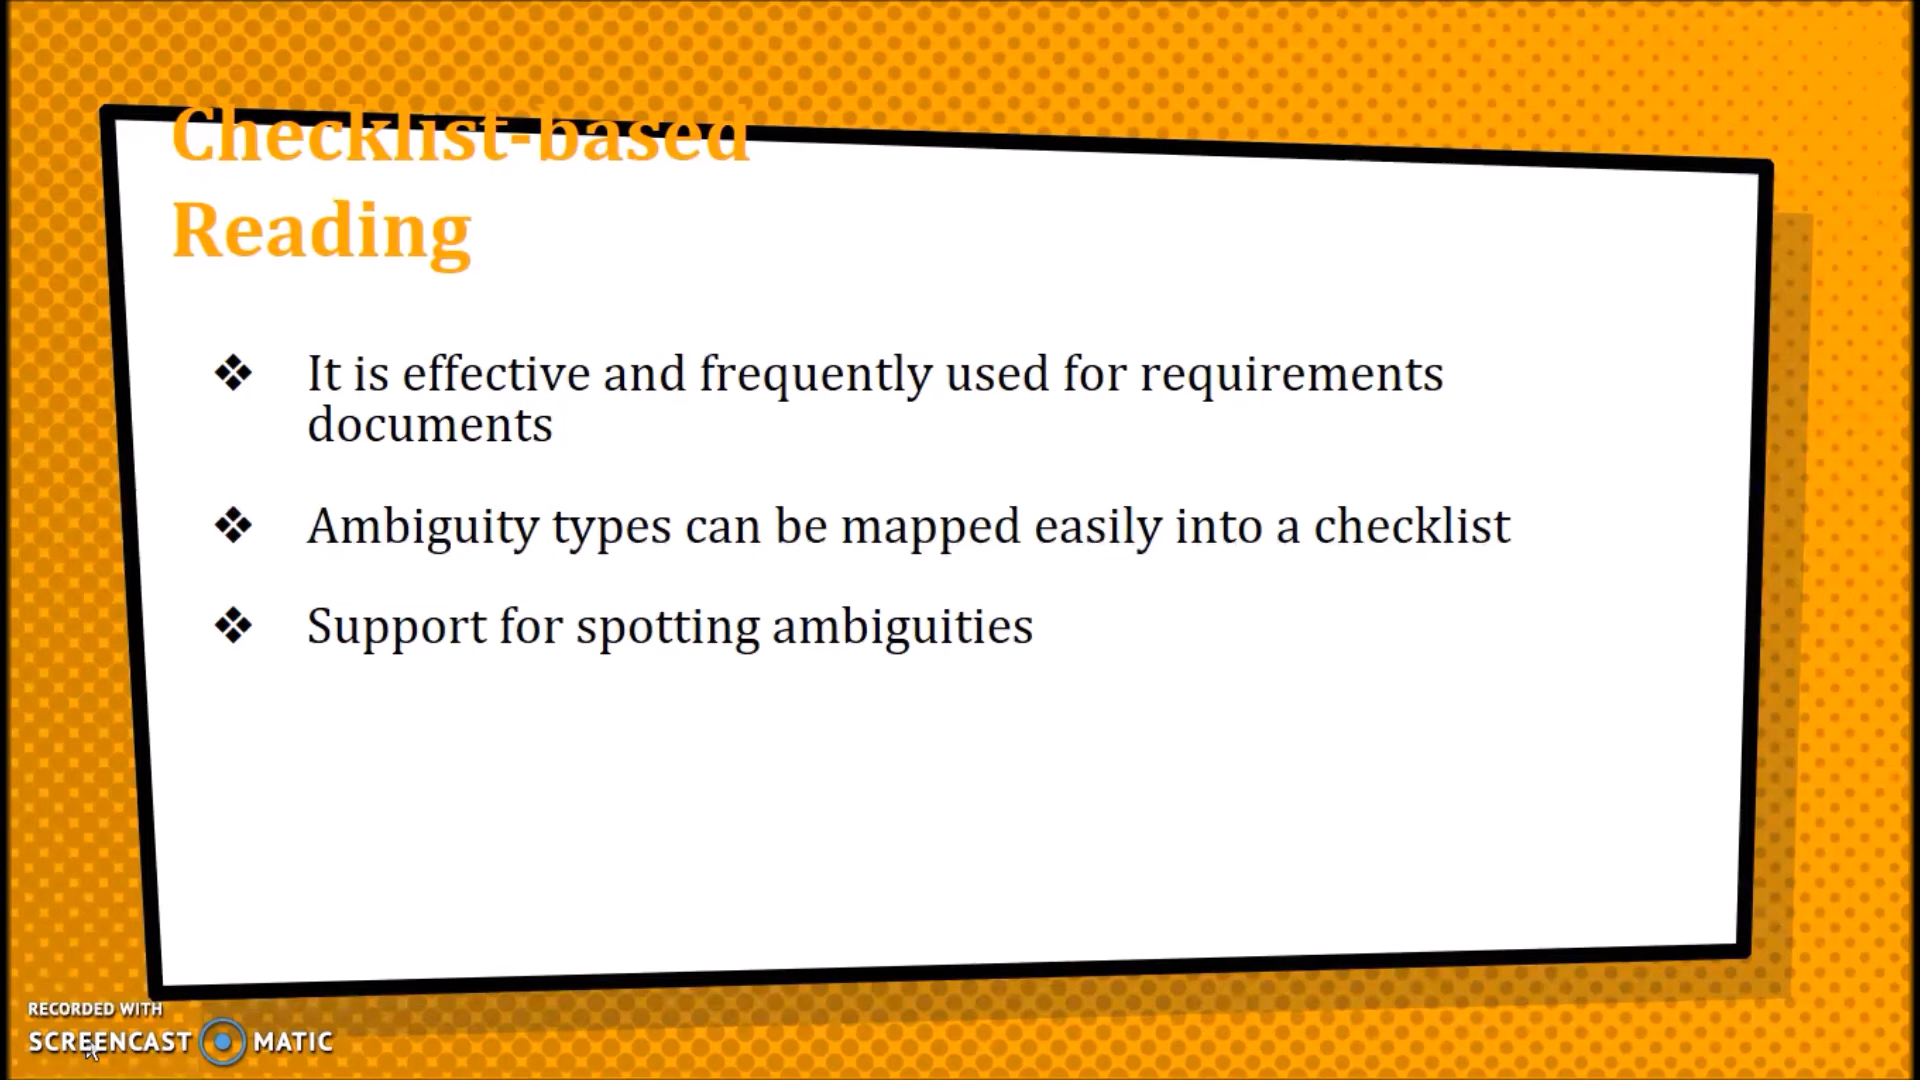 Checklist-based
Reading
❖ It is effective and frequently used for requirements
documents
❖ Ambiguity types can be mapped easily into a checklist
❖ Support for spotting ambiguities
RECORDED WITH
SCREENCAST MATIC